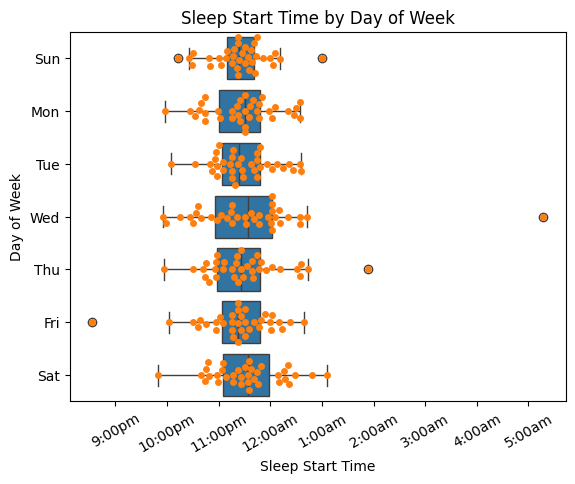 Sleep Start Time by Day of Week
Day of Week
Sun
Mon
Tue
Wed
Thu
Fri
Sat
9:00pm
10:00pm
11:00pm
12:00am
1:00am
2:00am
3:00am
4:00am
5:00am
Sleep Start Time